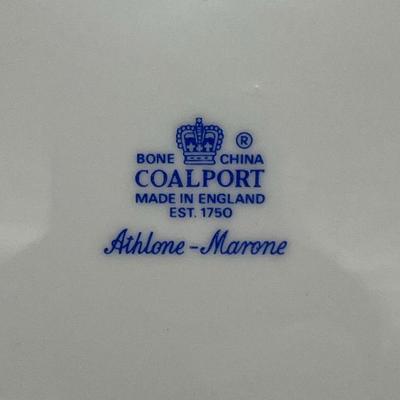 ®
BONE CHINA
COALPORT
MADE IN ENGLAND
EST. 1750
Athlone - Marone